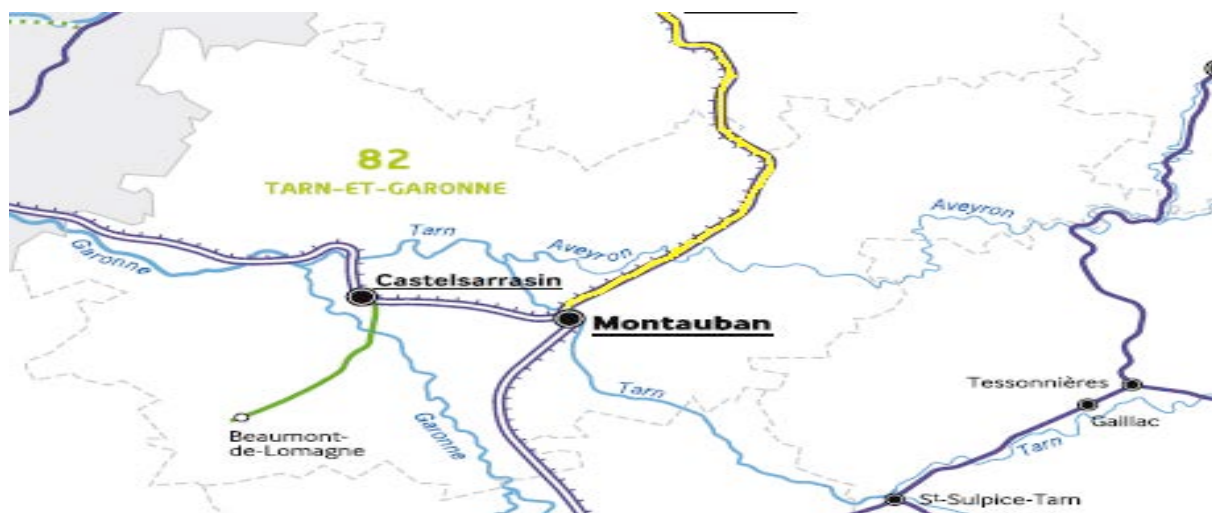 82
TARN-ET-GARONNE
Tarn
Aveyron
Aveyron
Garonne
Castelsarrasin
Montauban
Tarn
Tessonnières
Gaillac
Garonne
Beaumont-
de-Lomagne
Tarn
St-Sulpice-Tarn